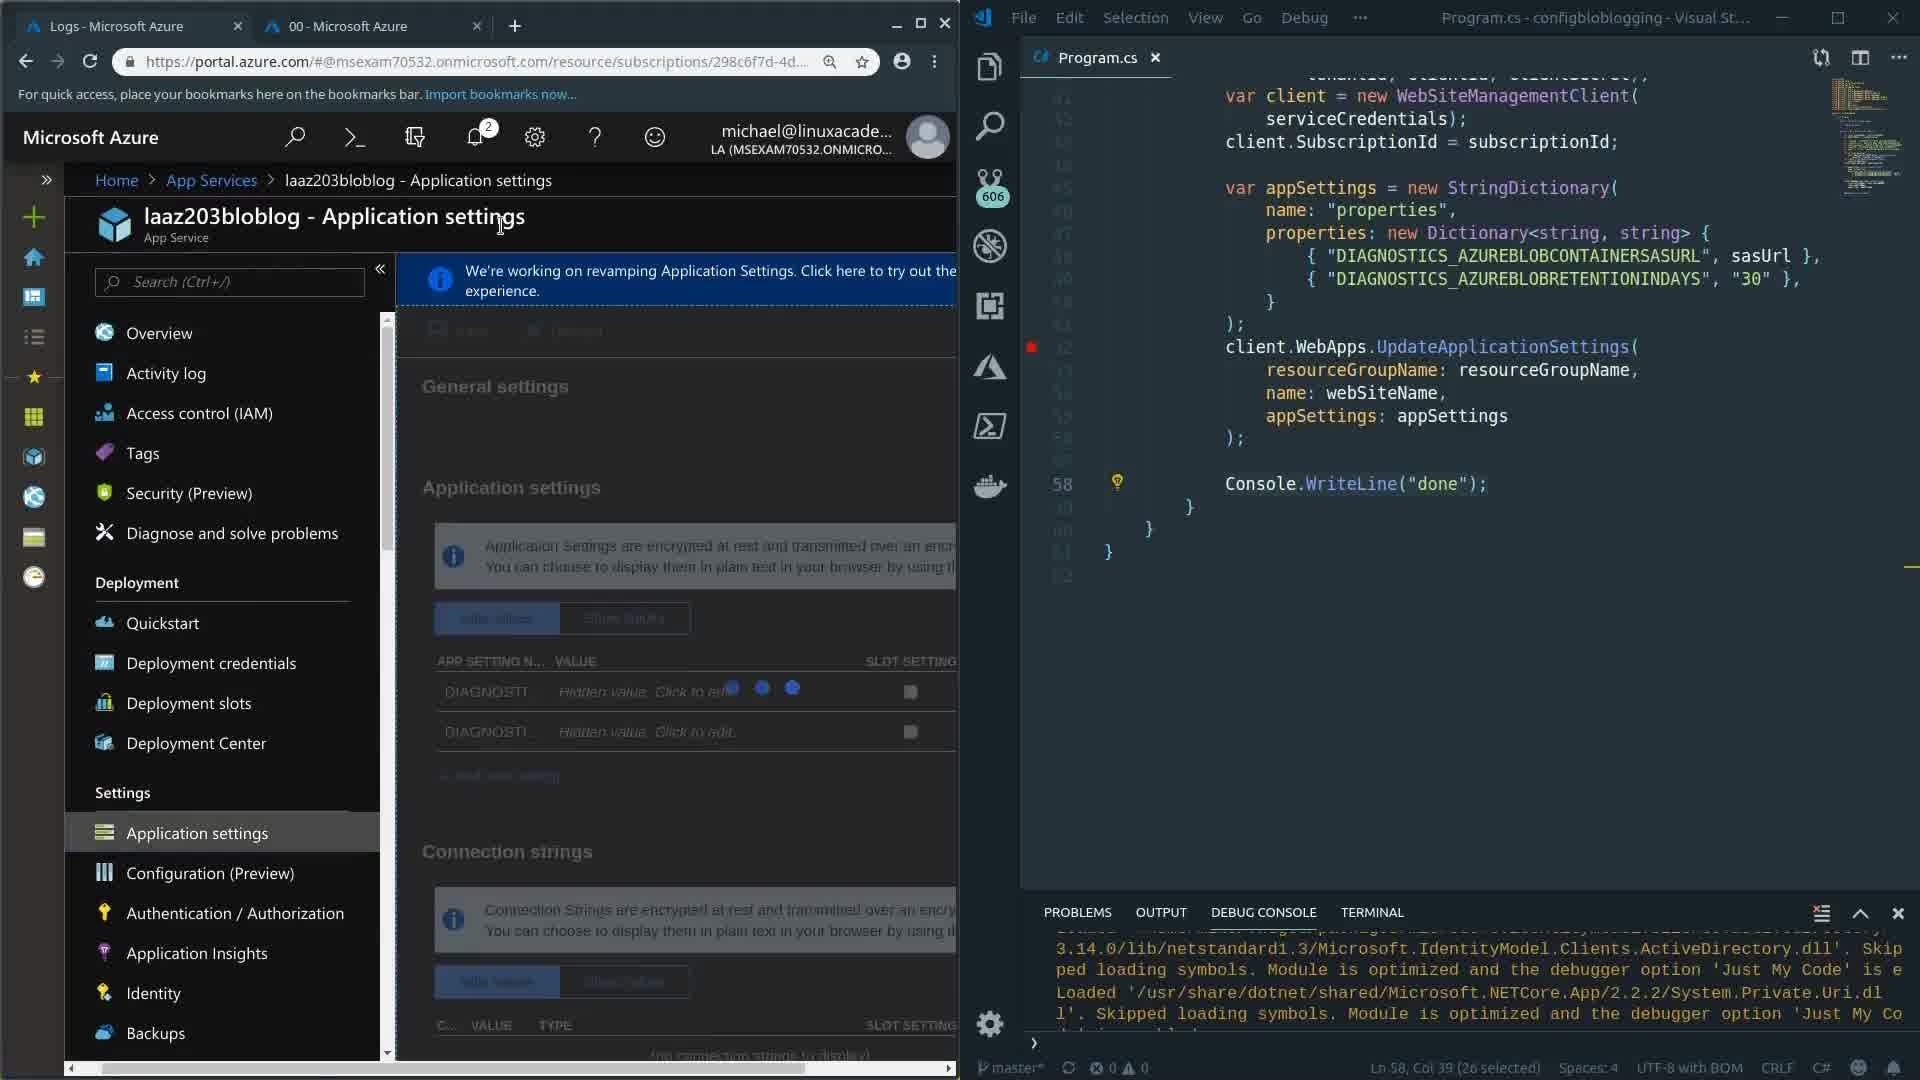 Logs - Microsoft Azure
00 - Microsoft Azure
https://portal.azure.com/#@msexam70532.onmicrosoft.com/resource/subscriptions/298c6f7d-4d...
For quick access, place your bookmarks here on the bookmarks bar. Import bookmarks now...
Microsoft Azure
2
michael@linuxacade...
LA (MSEXAM70532.ONMICRO...
Home > App Services > laaz203bloblog - Application settings
laaz203bloblog - Application settings
App Service
Search (Ctrl+/)
Overview
Activity log
Access control (IAM)
Tags
Security (Preview)
Diagnose and solve problems
Deployment
Quickstart
Deployment credentials
Deployment slots
Deployment Center
Settings
Application settings
Configuration (Preview)
Authentication / Authorization
Application Insights
Identity
Backups
We're working on revamping Application Settings. Click here to try out the
experience.
General settings
Application settings
Application Settings are encrypted at rest and transmitted over an encr
You can choose to display them in plain text in your browser by using t
APP SETTING N... VALUE SLOT SETTING
DIAGNOSTI... Hidden value. Click to edit.
DIAGNOSTI... Hidden value. Click to edit.
Connection strings
Connection Strings are encrypted at rest and transmitted over an encry
You can choose to display them in plain text in your browser by using t
C... VALUE TYPE SLOT SETTING
(no connection strings to display)
File Edit Selection View Go Debug ...
Program.cs - configbloblogging - Visual St...
Program.cs
606
var client = new WebSiteManagementClient(
serviceCredentials);
client.SubscriptionId = subscriptionId;
var appSettings = new StringDictionary(
name: "properties",
properties: new Dictionary<string, string> {
{ "DIAGNOSTICS_AZUREBLOBCONTAINERSASURL", sasUrl },
{ "DIAGNOSTICS_AZUREBLOBRETENTIONINDAYS", "30" },
}
);
client.WebApps.UpdateApplicationSettings(
resourceGroupName: resourceGroupName,
name: webSiteName,
appSettings: appSettings
);
58 Console.WriteLine("done");
}
}
}
PROBLEMS OUTPUT DEBUG CONSOLE TERMINAL
3.14.0/lib/netstandard1.3/Microsoft.IdentityModel.Clients.ActiveDirectory.dll'. Skip
ped loading symbols. Module is optimized and the debugger option 'Just My Code' is e
Loaded '/usr/share/dotnet/shared/Microsoft.NETCore.App/2.2.2/System.Private.Uri.dl
l'. Skipped loading symbols. Module is optimized and the debugger option 'Just My Co
master* 0 0 Ln 58, Col 39 (26 selected) Spaces: 4 UTF-8 with BOM CRLF C#